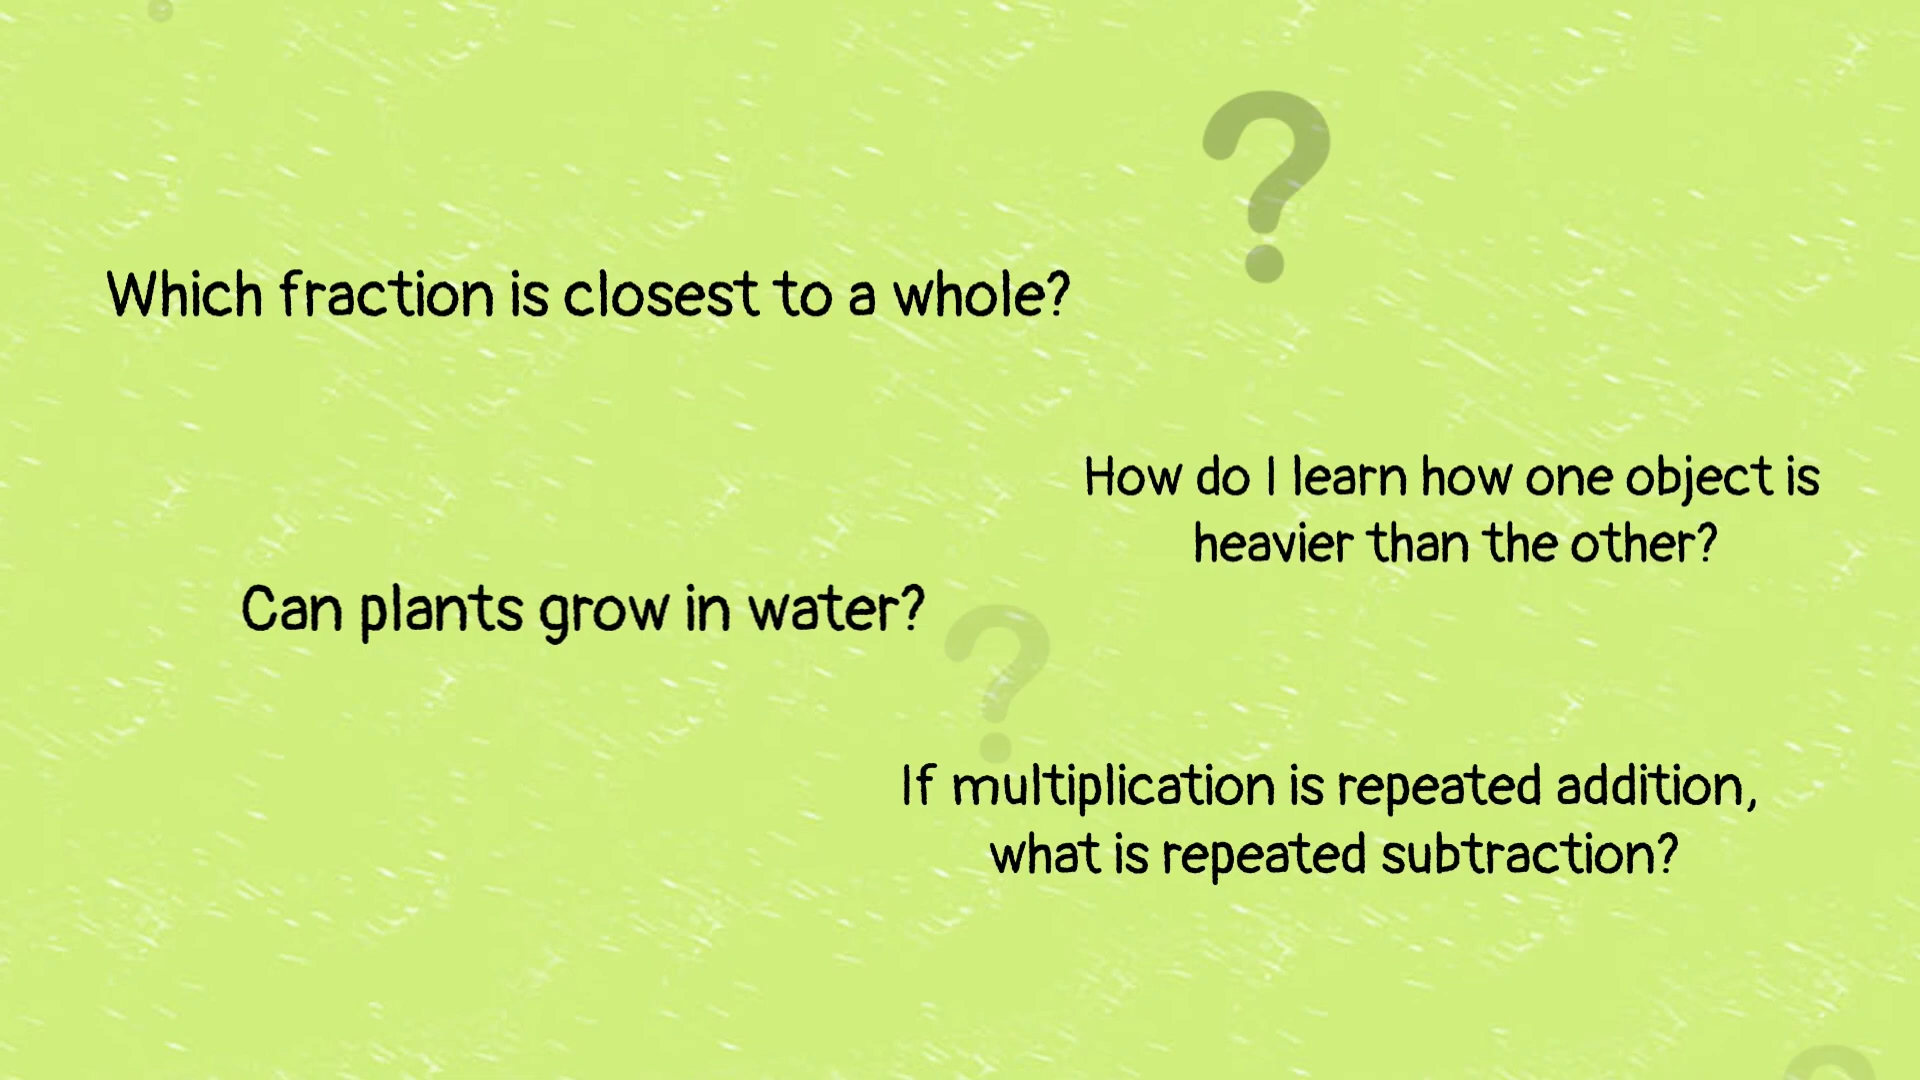 Which fraction is closest to a whole?
How do I learn how one object is
heavier than the other?
Can plants grow in water?
If multiplication is repeated addition,
what is repeated subtraction?